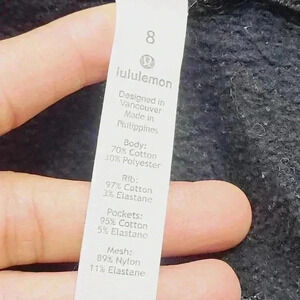 8
lululemon
Designed in
Vancouver
Made in
Philippines
Body:
70% Cotton
30% Polyester
Rib:
97% Cotton
3% Elastane
Pockets:
95% Cotton
5% Elastane
Mesh:
89% Nylon
11% Elastane